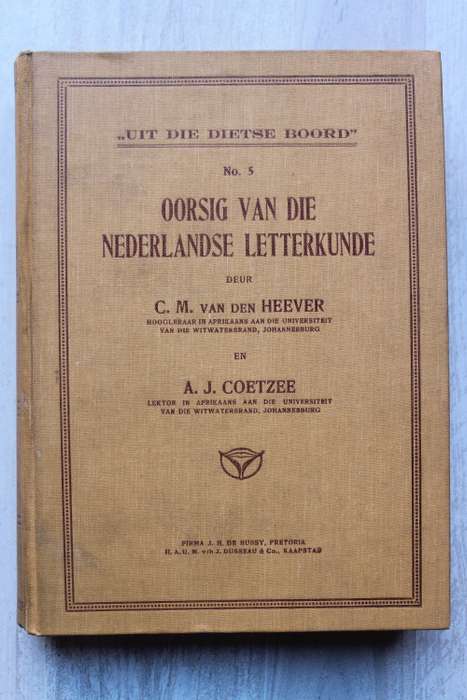 „UIT DIE DIETSE BOORD”
No. 5
OORSIG VAN DIE
NEDERLANDSE LETTERKUNDE
DEUR
C. M. VAN DEN HEEVER
HOOGLERAAR IN AFRIKAANS AAN DIE UNIVERSITEIT
VAN DIE WITWATERSRAND, JOHANNESBURG
EN
A. J. COETZEE
LEKTOR IN AFRIKAANS AAN DIE UNIVERSITEIT
VAN DIE WITWATERSRAND, JOHANNESBURG
FIRMA J. H. DE BUSSY, PRETORIA
H. A. U. M. v/h J. DUSSEAU & Co., KAAPSTAD